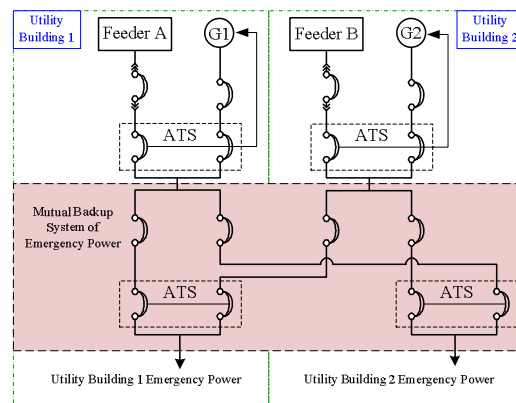 Utility
Building 1
Feeder A
G1
Feeder B
G2
Utility
Building 2
ATS
ATS
Mutual Backup
System of
Emergency Power
ATS
ATS
Utility Building 1 Emergency Power
Utility Building 2 Emergency Power